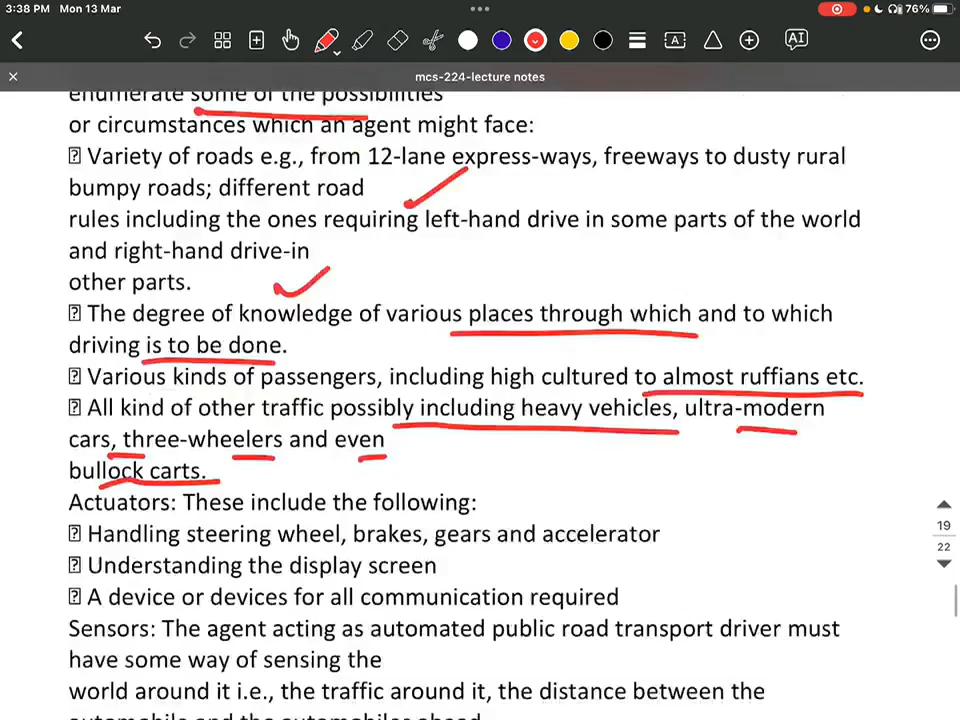 3:38 PM Mon 13 Mar
76%
A
AI
mcs-224-lecture notes
enumerate some of the possibilities
or circumstances which an agent might face:
⍰ Variety of roads e.g., from 12-lane express-ways, freeways to dusty rural
bumpy roads; different road
rules including the ones requiring left-hand drive in some parts of the world
and right-hand drive-in
other parts.
⍰ The degree of knowledge of various places through which and to which
driving is to be done.
⍰ Various kinds of passengers, including high cultured to almost ruffians etc.
⍰ All kind of other traffic possibly including heavy vehicles, ultra-modern
cars, three-wheelers and even
bullock carts.
Actuators: These include the following:
⍰ Handling steering wheel, brakes, gears and accelerator
⍰ Understanding the display screen
⍰ A device or devices for all communication required
Sensors: The agent acting as automated public road transport driver must
have some way of sensing the
world around it i.e., the traffic around it, the distance between the
automobile and the automobiles ahead
19
22